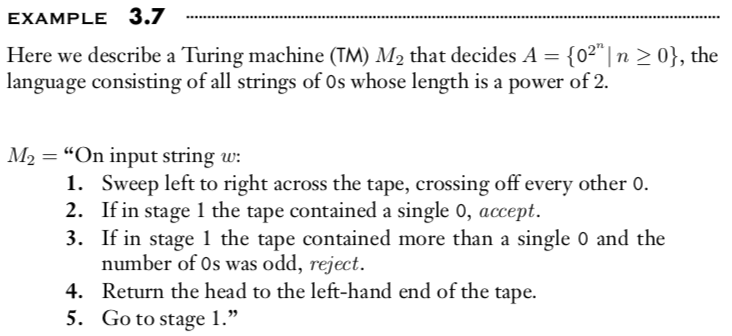 EXAMPLE 3.7
Here we describe a Turing machine (TM) M₂ that decides A = {0^{2^n} | n ≥ 0}, the
language consisting of all strings of 0s whose length is a power of 2.
M₂ = “On input string w:
1. Sweep left to right across the tape, crossing off every other 0.
2. If in stage 1 the tape contained a single 0, accept.
3. If in stage 1 the tape contained more than a single 0 and the
number of 0s was odd, reject.
4. Return the head to the left-hand end of the tape.
5. Go to stage 1.”